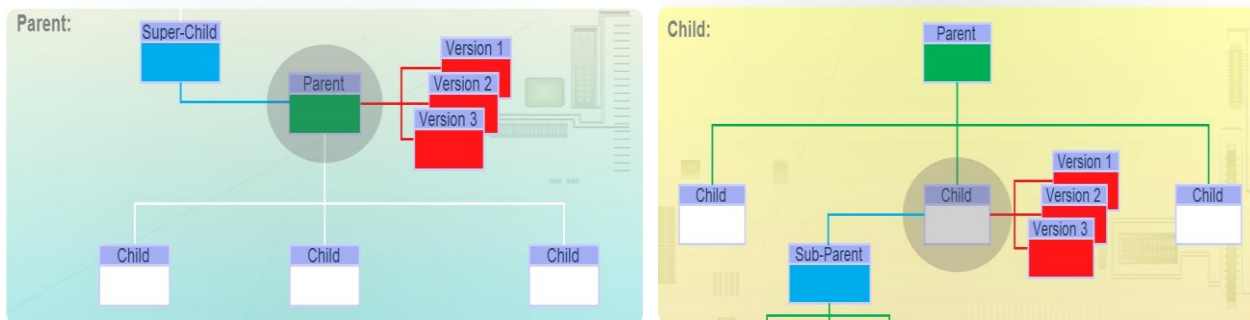 Parent:
Super-Child
Parent
Version 1
Version 2
Version 3
Child
Child
Child
Child:
Parent
Child
Child
Child
Version 1
Version 2
Version 3
Sub-Parent